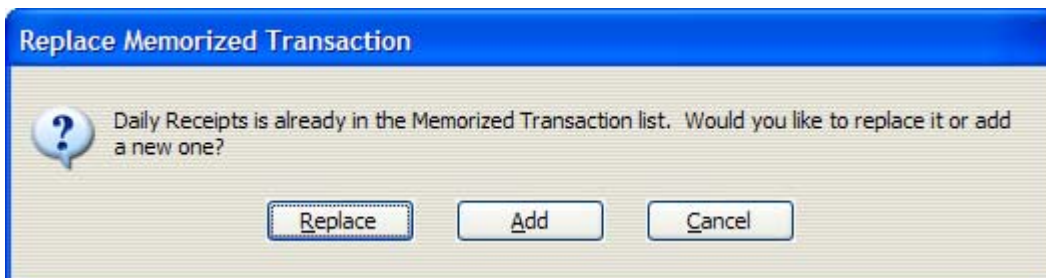 Replace Memorized Transaction
Daily Receipts is already in the Memorized Transaction list.  Would you like to replace it or add
a new one?
Replace Add Cancel